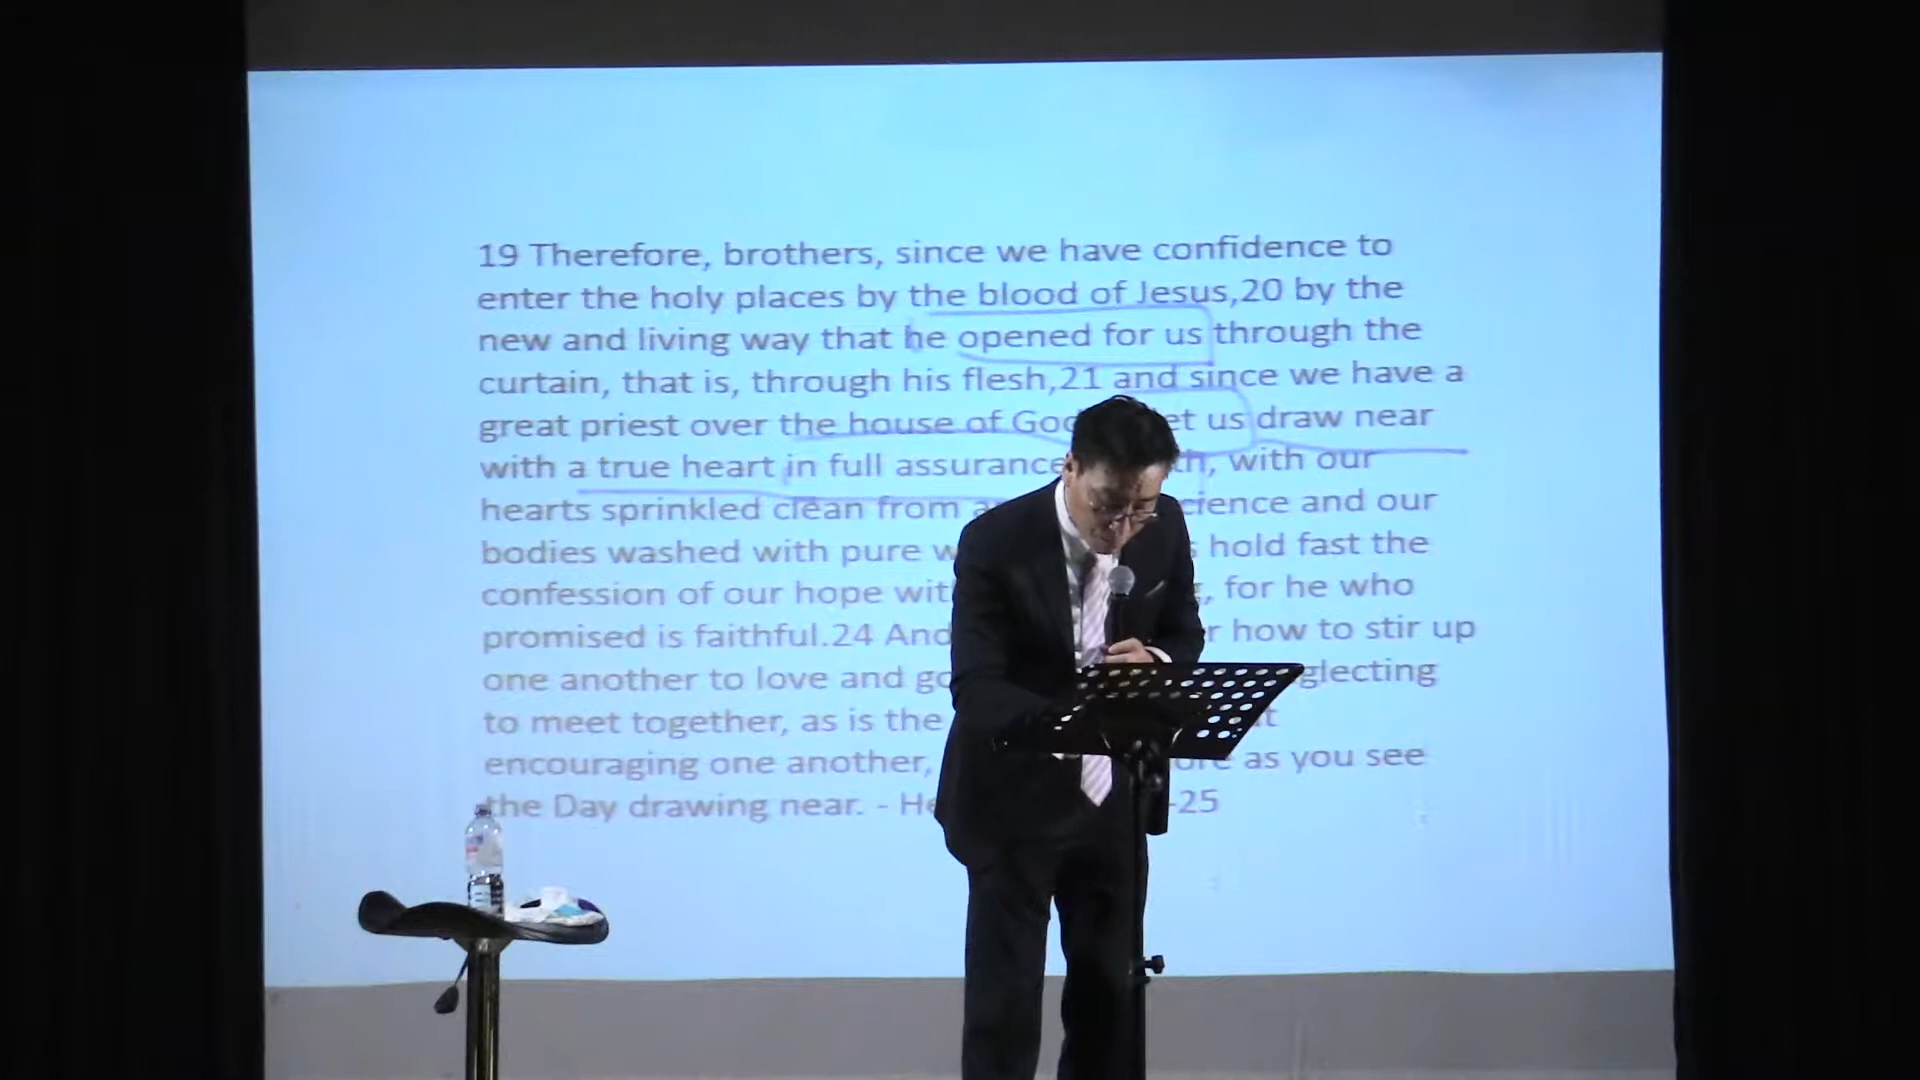 19 Therefore, brothers, since we have confidence to
enter the holy places by the blood of Jesus,20 by the
new and living way that he opened for us through the
curtain, that is, through his flesh,21 and since we have a
great priest over the house of God let us draw near
with a true heart in full assurance with our
hearts sprinkled clean from and our
bodies washed with pure hold fast the
confession of our hope for he who
promised is faithful.24 And how to stir up
one another to love and
to meet together, as is the
encouraging one another, as you see
the Day drawing near. - -25